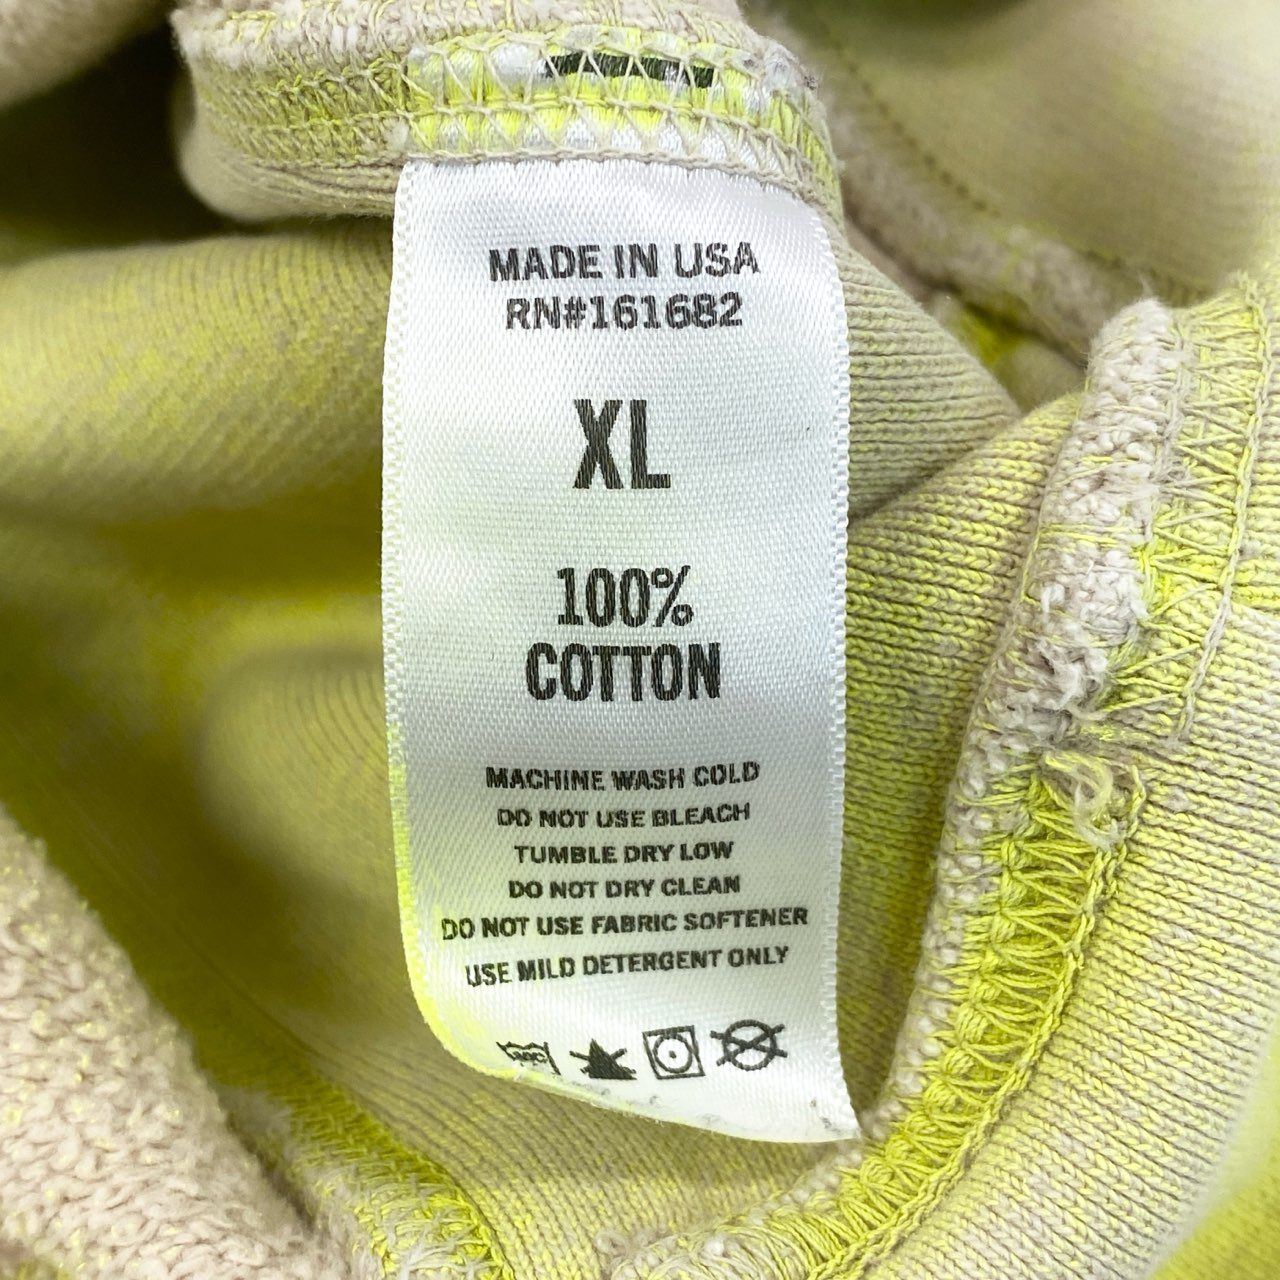 MADE IN USA
RN#161682
XL
100%
COTTON
MACHINE WASH COLD
DO NOT USE BLEACH
TUMBLE DRY LOW
DO NOT DRY CLEAN
DO NOT USE FABRIC SOFTENER
USE MILD DETERGENT ONLY